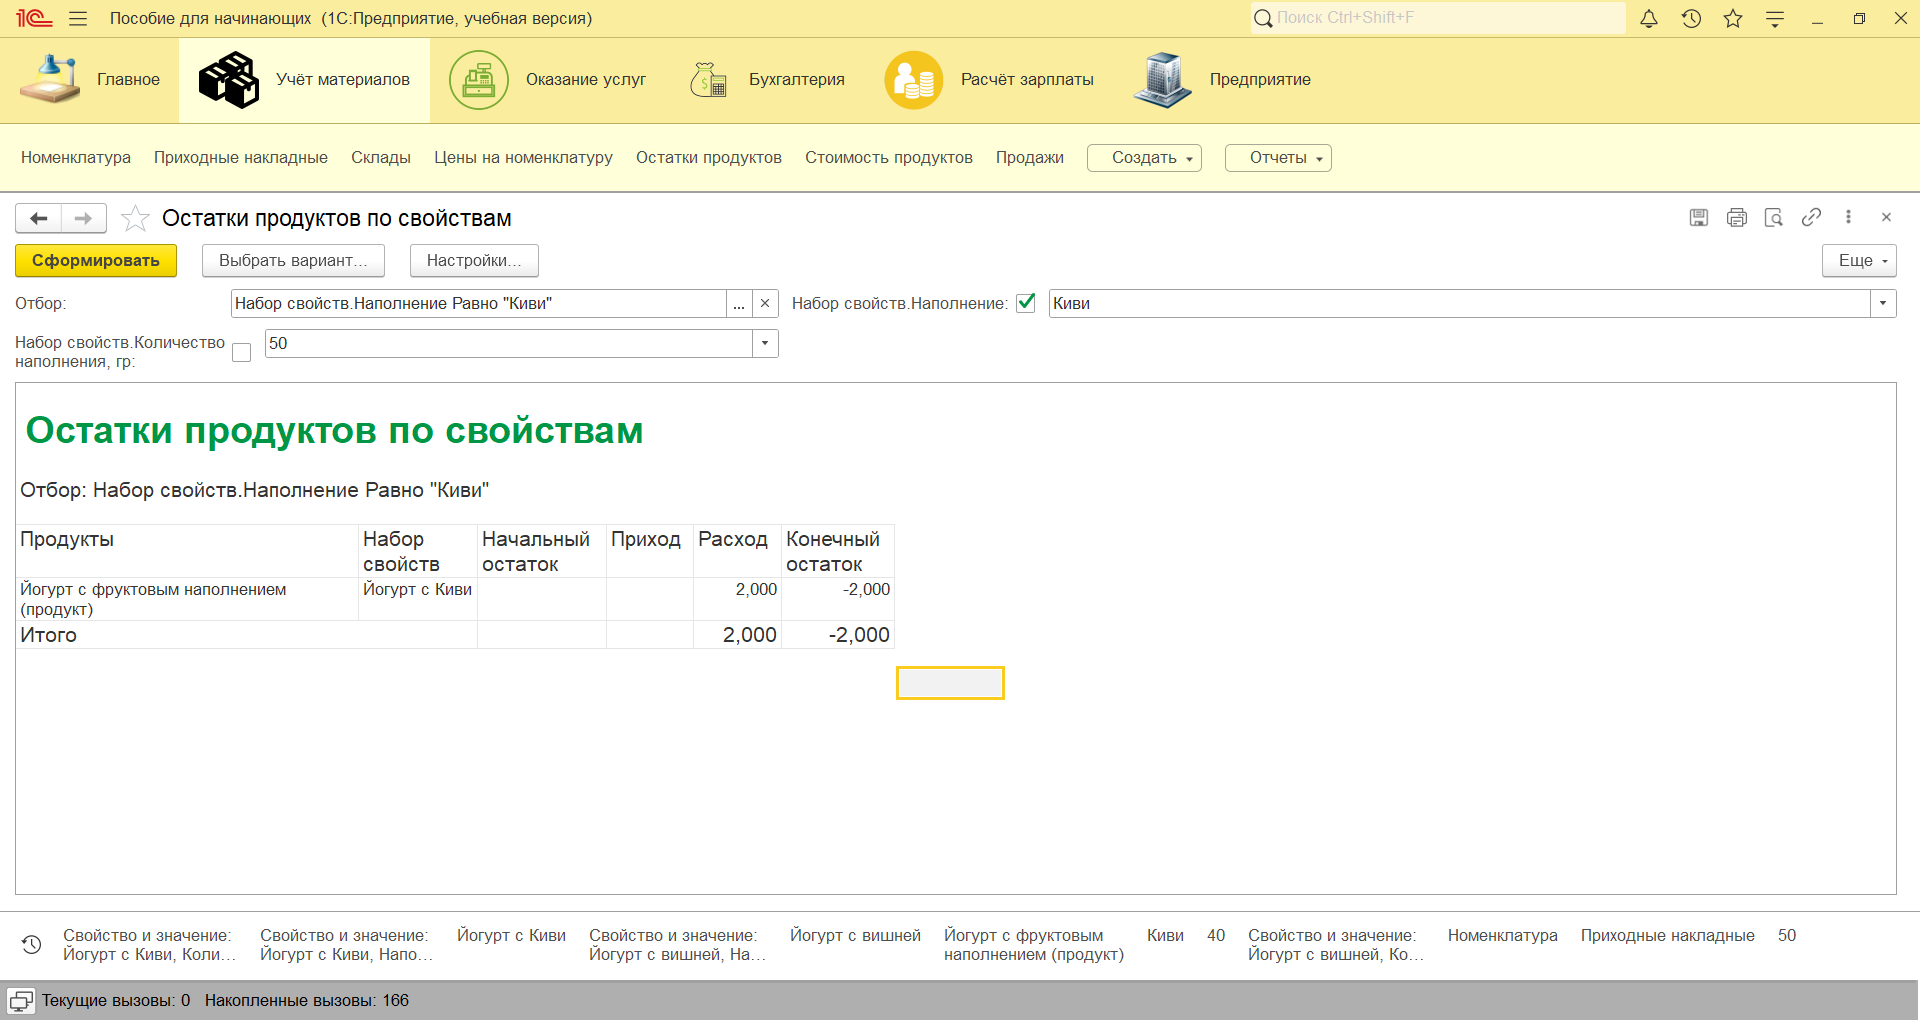 1С Пособие для начинающих (1С:Предприятие, учебная версия) Поиск Ctrl+Shift+F
Главное Учёт материалов Оказание услуг Бухгалтерия Расчёт зарплаты Предприятие
Номенклатура Приходные накладные Склады Цены на номенклатуру Остатки продуктов Стоимость продуктов Продажи Создать Отчеты
Остатки продуктов по свойствам
Сформировать Выбрать вариант... Настройки... Еще
Отбор: Набор свойств.Наполнение Равно "Киви" ... × Набор свойств.Наполнение: Киви
Набор свойств.Количество
наполнения, гр: 50
Остатки продуктов по свойствам
Отбор: Набор свойств.Наполнение Равно "Киви"
Продукты Набор свойств Начальный остаток Приход Расход Конечный остаток
Йогурт с фруктовым наполнением (продукт) Йогурт с Киви 2,000 -2,000
Итого 2,000 -2,000
Свойство и значение: Йогурт с Киви, Коли... Свойство и значение: Йогурт с Киви, Напо... Йогурт с Киви Свойство и значение: Йогурт с вишней, На... Йогурт с вишней Йогурт с фруктовым наполнением (продукт) Киви 40 Свойство и значение: Йогурт с вишней, Ко... Номенклатура Приходные накладные 50
Текущие вызовы: 0 Накопленные вызовы: 166